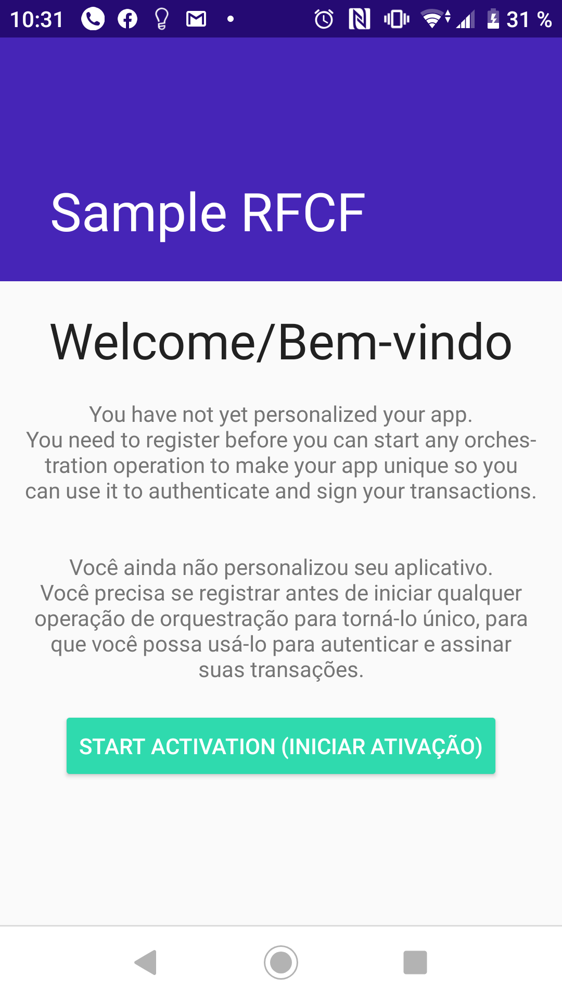 10:31 31 %
Sample RFCF
Welcome/Bem-vindo
You have not yet personalized your app.
You need to register before you can start any orches-
tration operation to make your app unique so you
can use it to authenticate and sign your transactions.
Você ainda não personalizou seu aplicativo.
Você precisa se registrar antes de iniciar qualquer
operação de orquestração para torná-lo único, para
que você possa usá-lo para autenticar e assinar
suas transações.
START ACTIVATION (INICIAR ATIVAÇÃO)